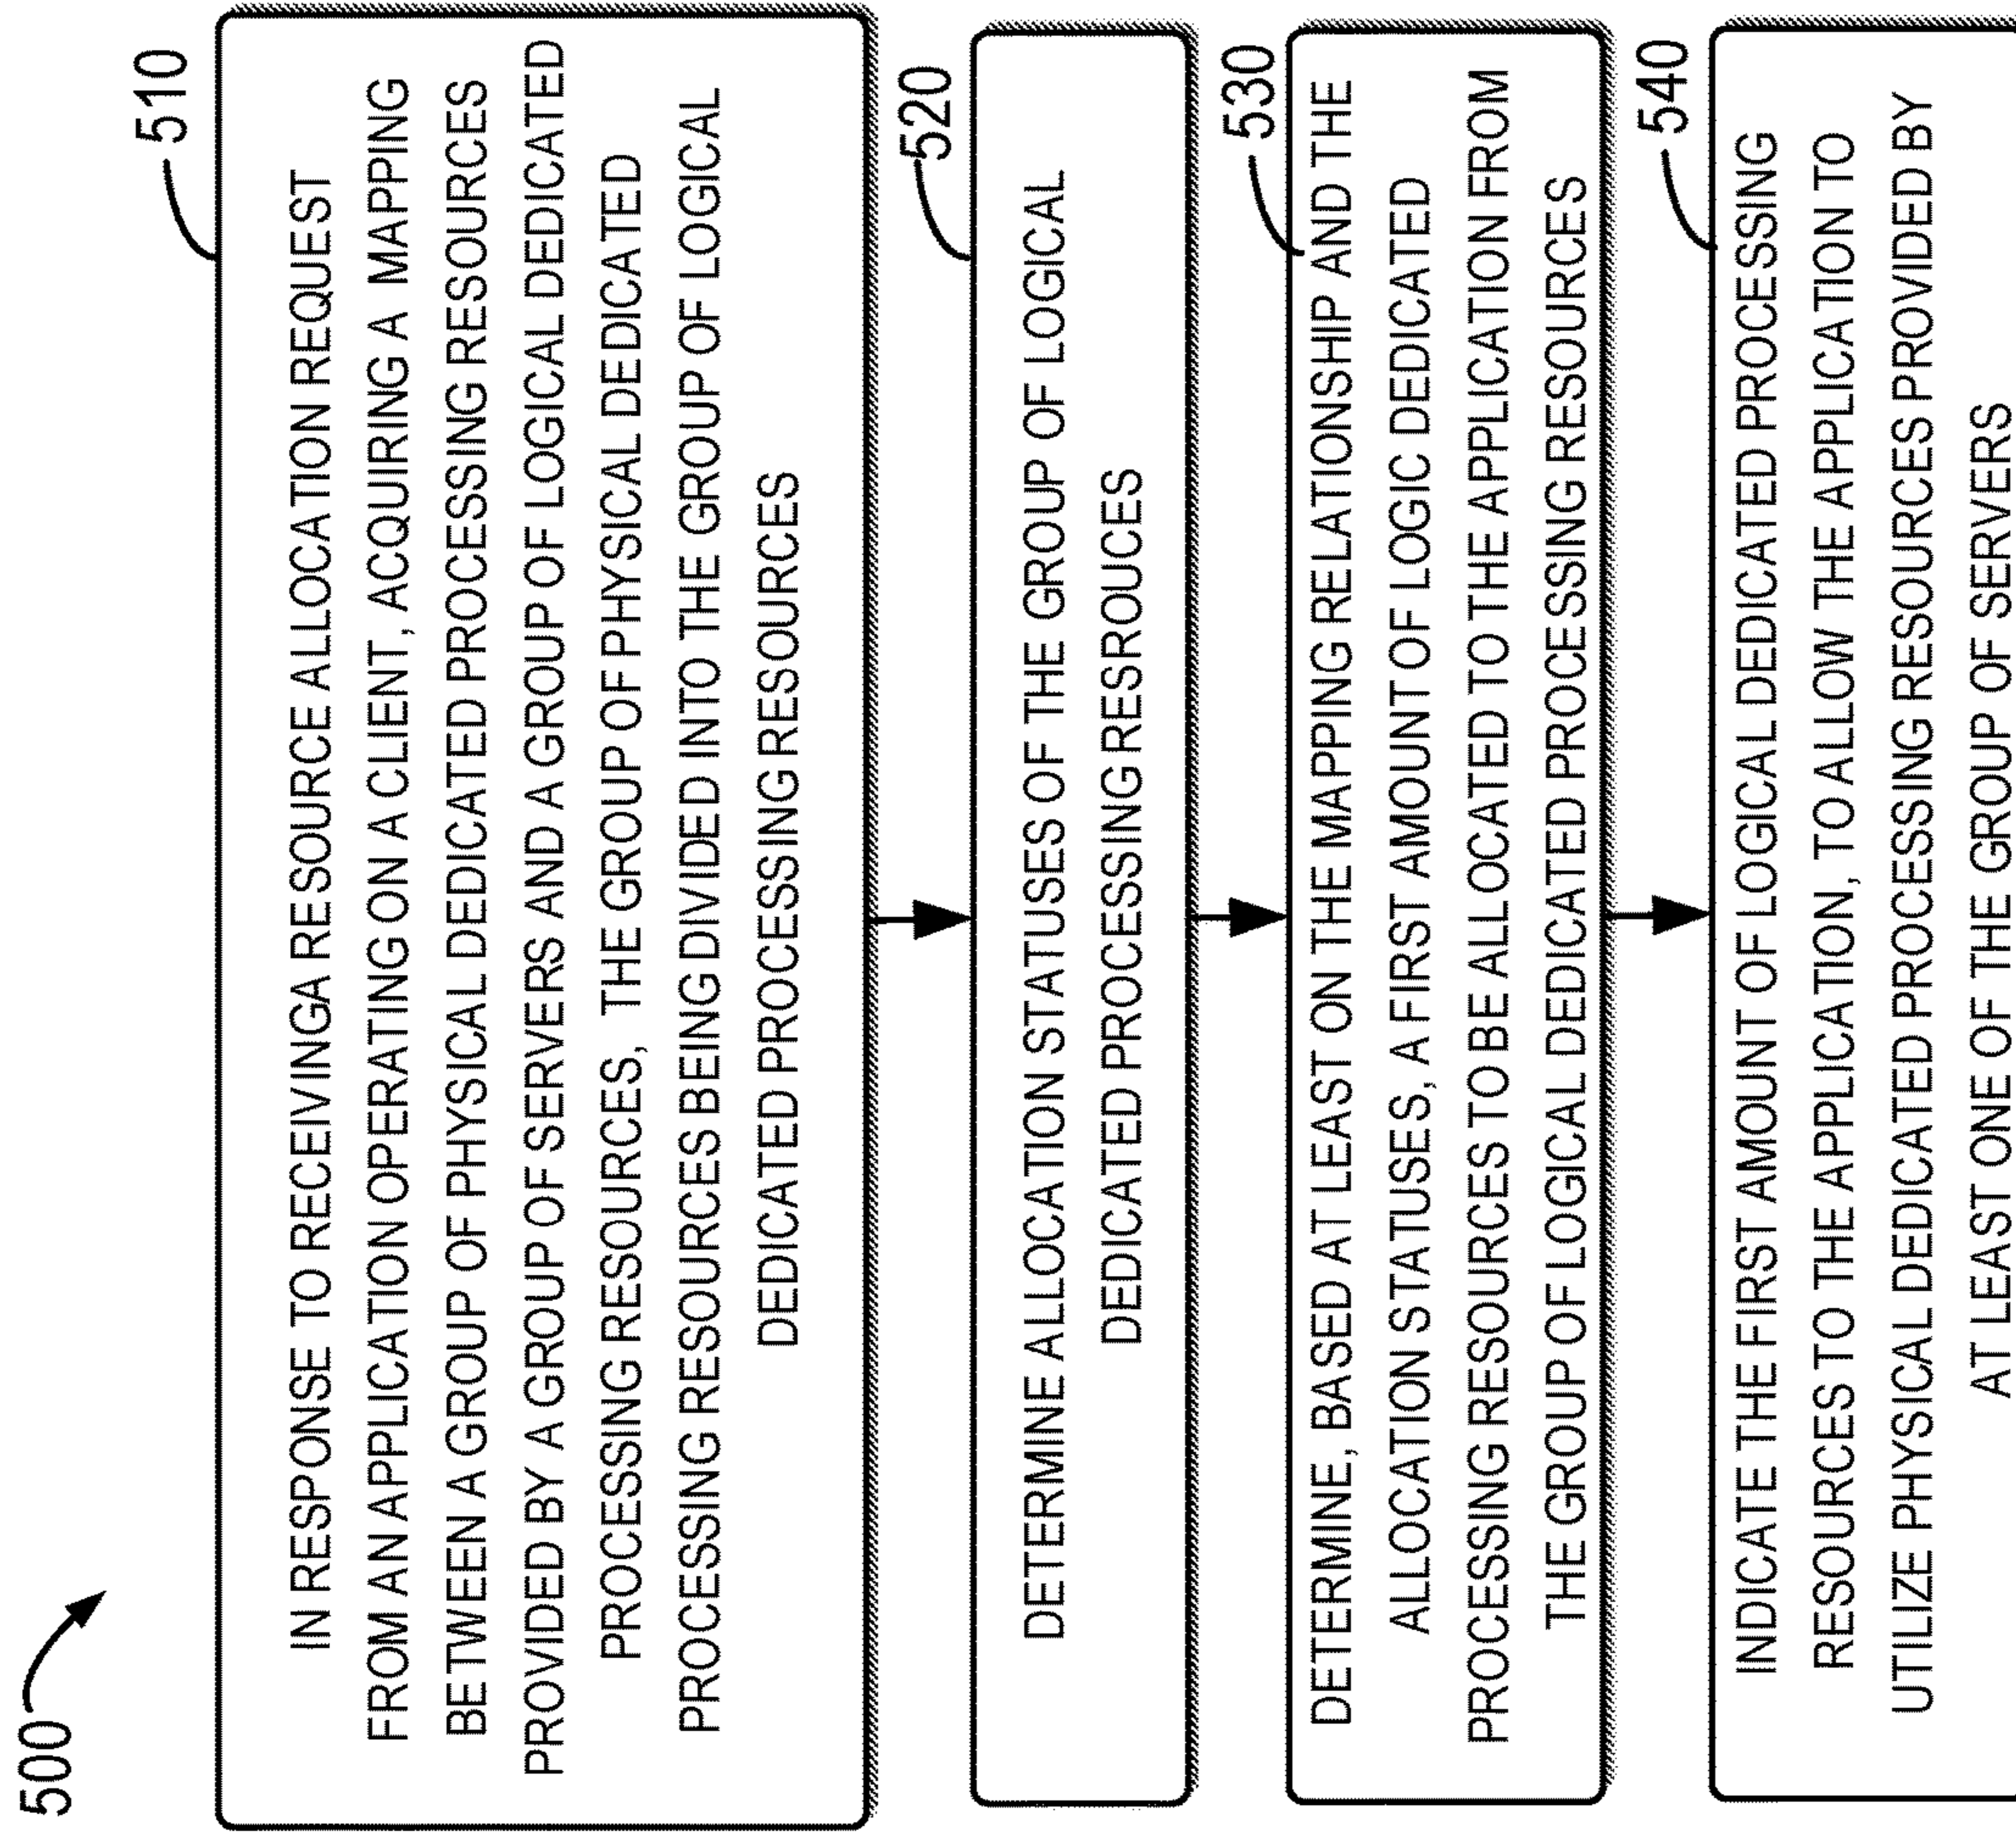 500
510
IN RESPONSE TO RECEIVINGA RESOURCE ALLOCATION REQUEST
FROM AN APPLICATION OPERATING ON A CLIENT, ACQUIRING A MAPPING
BETWEEN A GROUP OF PHYSICAL DEDICATED PROCESSING RESOURCES
PROVIDED BY A GROUP OF SERVERS AND A GROUP OF LOGICAL DEDICATED
PROCESSING RESOURCES, THE GROUP OF PHYSICAL DEDICATED
PROCESSING RESOURCES BEING DIVIDED INTO THE GROUP OF LOGICAL
DEDICATED PROCESSING RESOURCES
520
DETERMINE ALLOCATION STATUSES OF THE GROUP OF LOGICAL
DEDICATED PROCESSING RESROUCES
530
DETERMINE, BASED AT LEAST ON THE MAPPING RELATIONSHIP AND THE
ALLOCATION STATUSES, A FIRST AMOUNT OF LOGIC DEDICATED
PROCESSING RESOURCES TO BE ALLOCATED TO THE APPLICATION FROM
THE GROUP OF LOGICAL DEDICATED PROCESSING RESOURCES
540
INDICATE THE FIRST AMOUNT OF LOGICAL DEDICATED PROCESSING
RESOURCES TO THE APPLICATION, TO ALLOW THE APPLICATION TO
UTILIZE PHYSICAL DEDICATED PROCESSING RESOURCES PROVIDED BY
AT LEAST ONE OF THE GROUP OF SERVERS